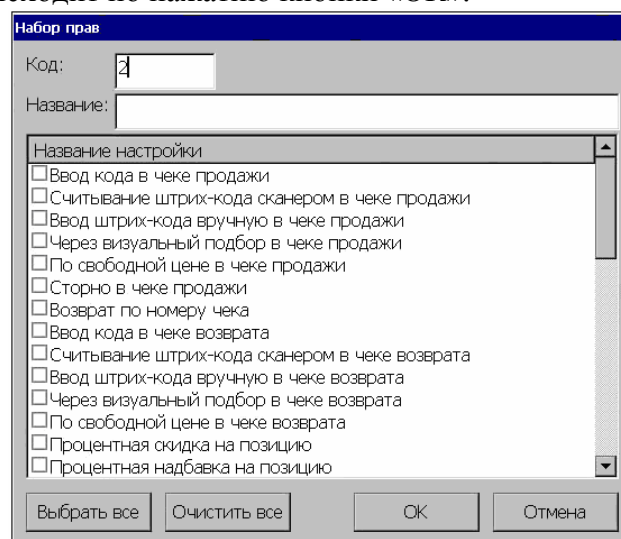 Набор прав
Код: 2
Название:
Название настройки
Ввод кода в чеке продажи
Считывание штрих-кода сканером в чеке продажи
Ввод штрих-кода вручную в чеке продажи
Через визуальный подбор в чеке продажи
По свободной цене в чеке продажи
Сторно в чеке продажи
Возврат по номеру чека
Ввод кода в чеке возврата
Считывание штрих-кода сканером в чеке возврата
Ввод штрих-кода вручную в чеке возврата
Через визуальный подбор в чеке возврата
По свободной цене в чеке возврата
Процентная скидка на позицию
Процентная надбавка на позицию
Выбрать все Очистить все OK Отмена